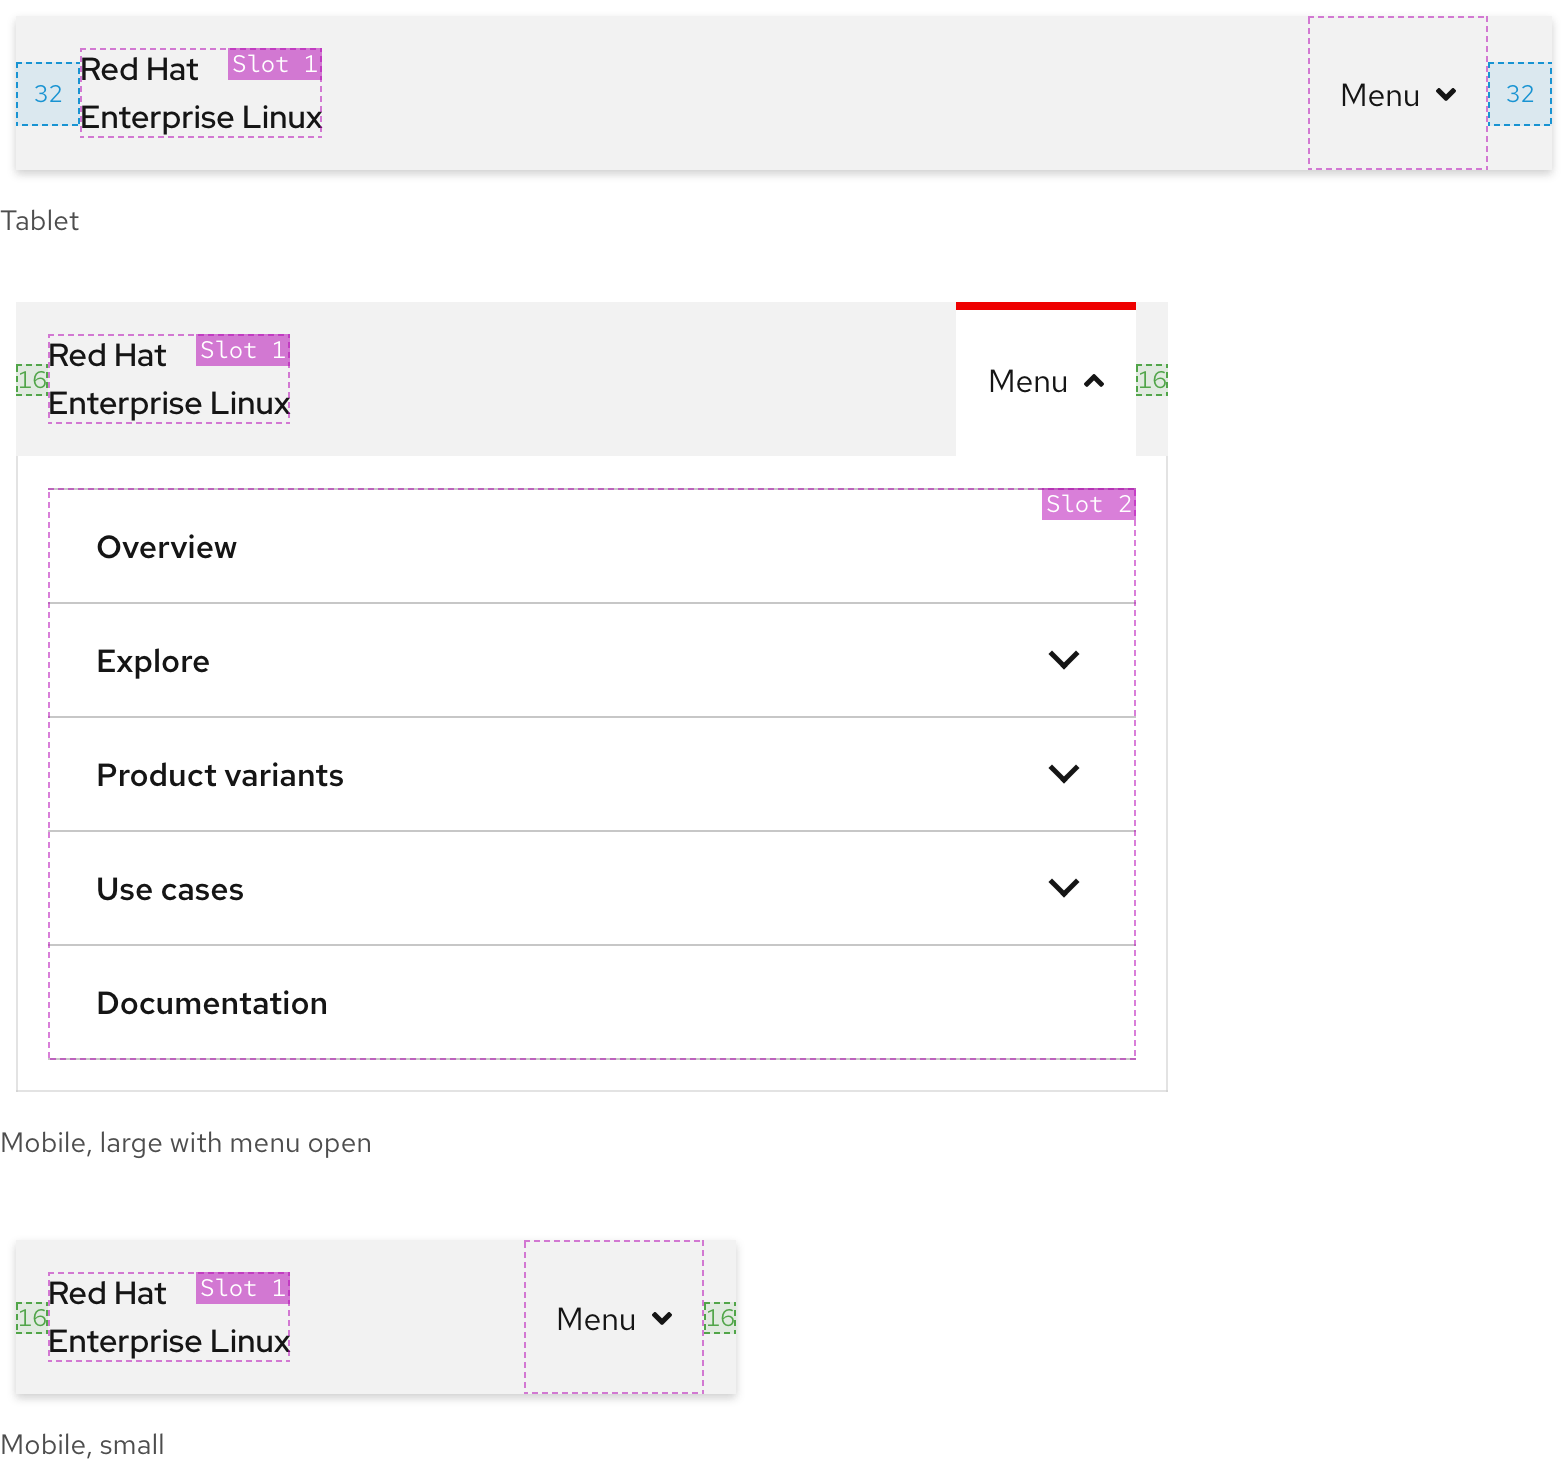 Red Hat Slot 1
32 Enterprise Linux Menu 32
Tablet
Red Hat Slot 1
16 Enterprise Linux Menu 16
Slot 2
Overview
Explore
Product variants
Use cases
Documentation
Mobile, large with menu open
Red Hat Slot 1
16 Enterprise Linux Menu 16
Mobile, small